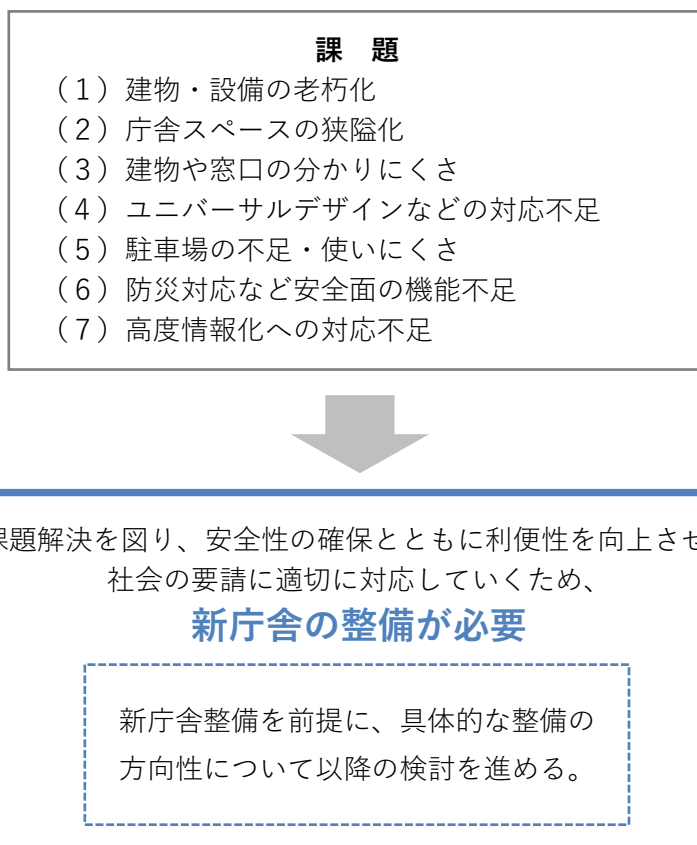 課　題
（１）建物・設備の老朽化
（２）庁舎スペースの狭隘化
（３）建物や窓口の分かりにくさ
（４）ユニバーサルデザインなどの対応不足
（５）駐車場の不足・使いにくさ
（６）防災対応など安全面の機能不足
（７）高度情報化への対応不足
課題解決を図り、安全性の確保とともに利便性を向上させ
社会の要請に適切に対応していくため、
新庁舎の整備が必要
新庁舎整備を前提に、具体的な整備の
方向性について以降の検討を進める。